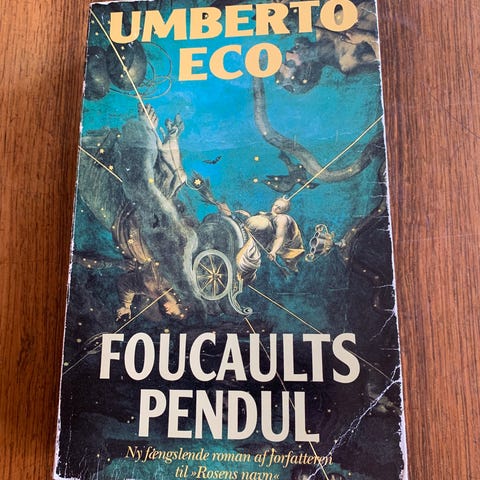 UMBERTO
ECO
FOUCAULTS
PENDUL
Ny fængslende roman af forfatteren
til »Rosens navn«